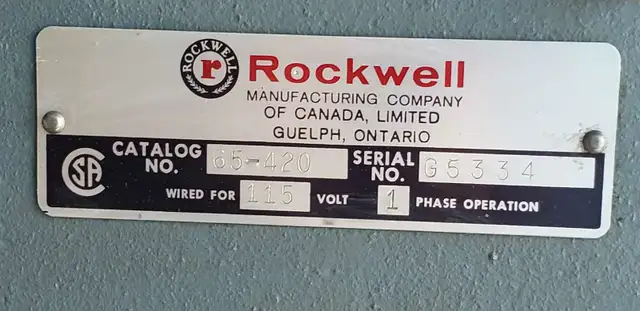 ROCKWELL
r
Rockwell
MANUFACTURING COMPANY
OF CANADA, LIMITED
GUELPH, ONTARIO
CSA
CATALOG NO. 65-420 SERIAL NO. G5334
WIRED FOR 115 VOLT 1 PHASE OPERATION